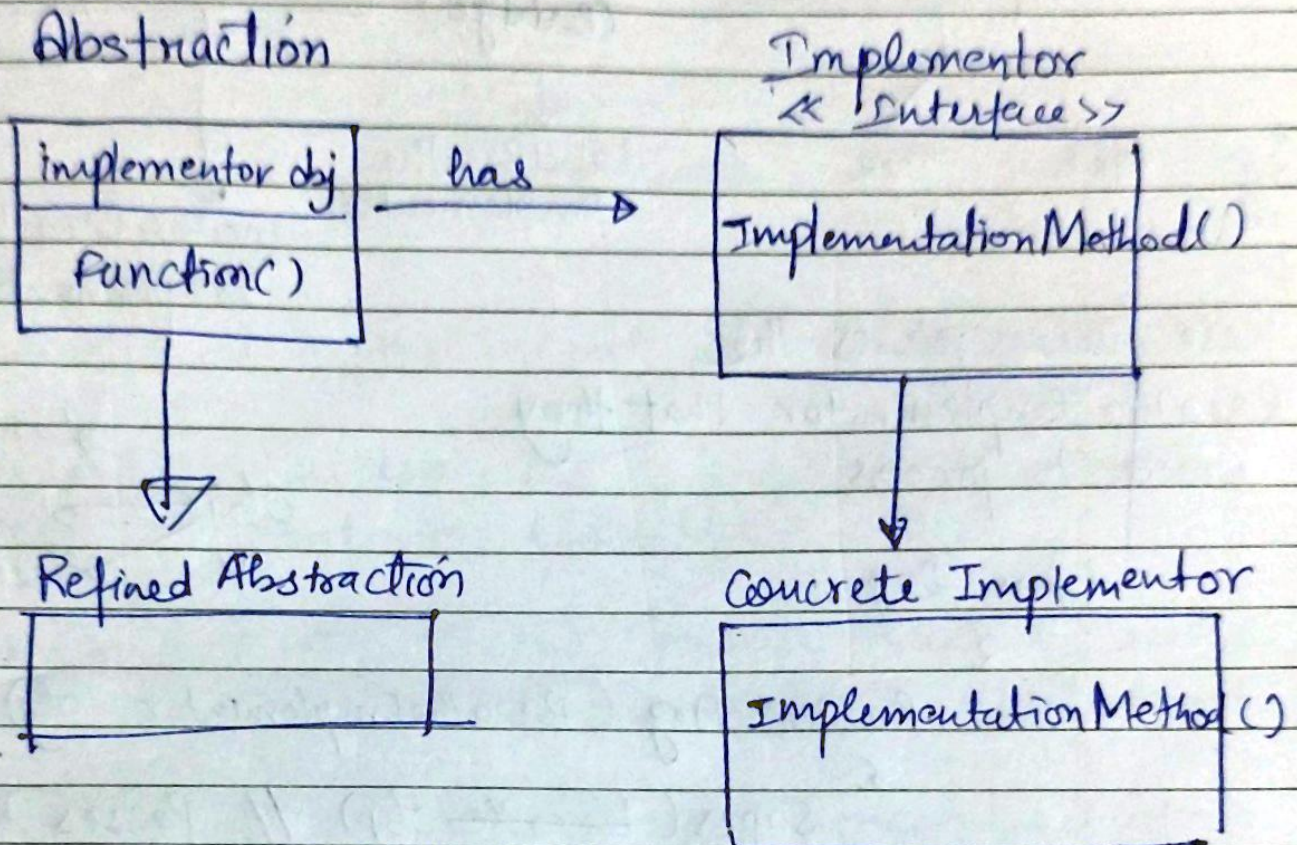 Abstraction
implementor obj
Function()
has
Implementor
<< Interface >>
ImplementationMethod()
Refined Abstraction
Concrete Implementor
ImplementationMethod()